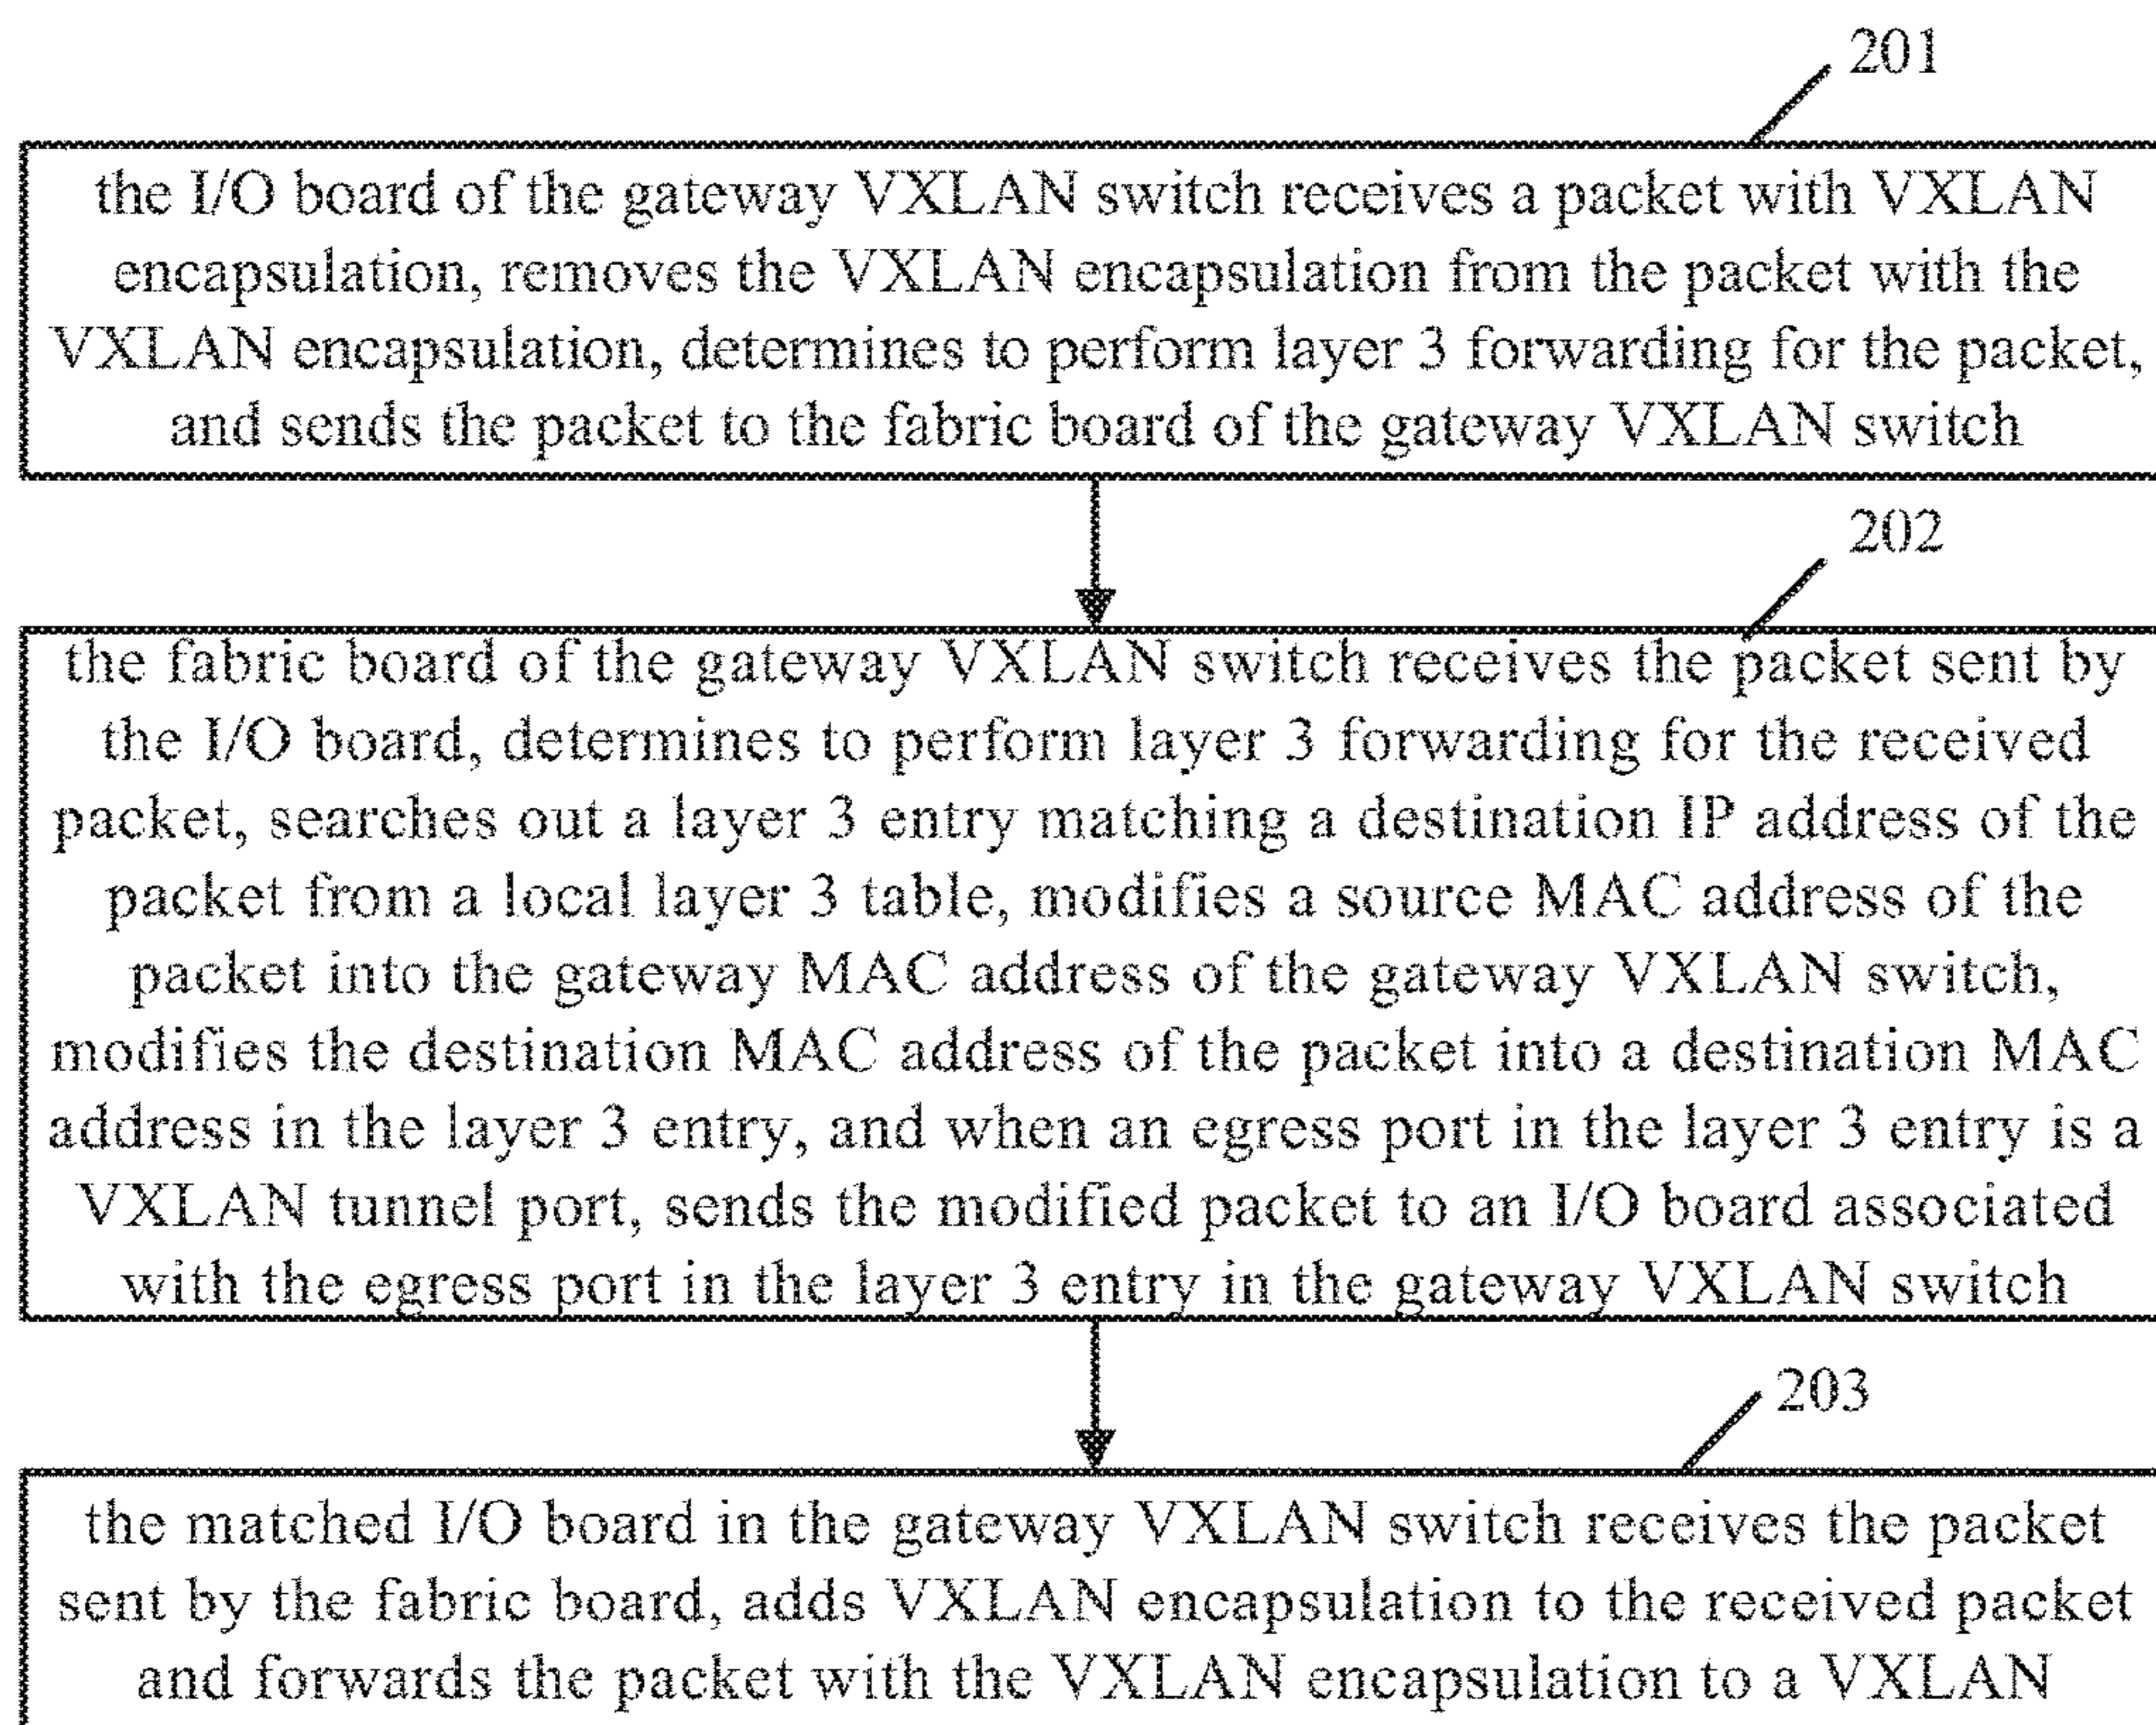 201
the I/O board of the gateway VXLAN switch receives a packet with VXLAN
encapsulation, removes the VXLAN encapsulation from the packet with the
VXLAN encapsulation, determines to perform layer 3 forwarding for the packet,
and sends the packet to the fabric board of the gateway VXLAN switch
202
the fabric board of the gateway VXLAN switch receives the packet sent by
the I/O board, determines to perform layer 3 forwarding for the received
packet, searches out a layer 3 entry matching a destination IP address of the
packet from a local layer 3 table, modifies a source MAC address of the
packet into the gateway MAC address of the gateway VXLAN switch,
modifies the destination MAC address of the packet into a destination MAC
address in the layer 3 entry, and when an egress port in the layer 3 entry is a
VXLAN tunnel port, sends the modified packet to an I/O board associated
with the egress port in the layer 3 entry in the gateway VXLAN switch
203
the matched I/O board in the gateway VXLAN switch receives the packet
sent by the fabric board, adds VXLAN encapsulation to the received packet
and forwards the packet with the VXLAN encapsulation to a VXLAN